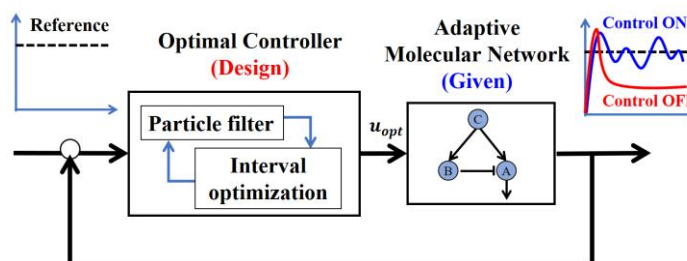 Reference
Optimal Controller
(Design)
Adaptive
Molecular Network
(Given)
Control ON
Control OFF
Particle filter
Interval
optimization
u_opt
C
B
A